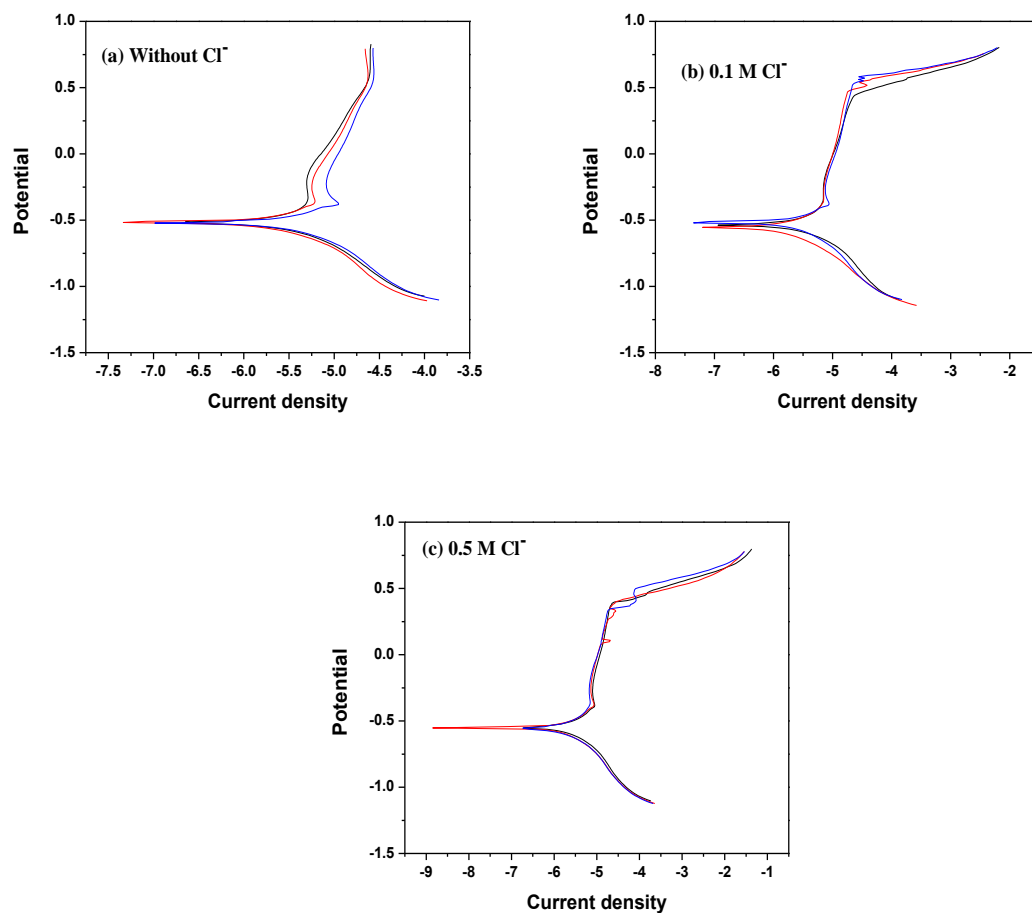 (a) Without Cl⁻
1.0
0.5
0.0
-0.5
-1.0
-1.5
Potential
-7.5 -7.0 -6.5 -6.0 -5.5 -5.0 -4.5 -4.0 -3.5
Current density
(b) 0.1 M Cl⁻
1.0
0.5
0.0
-0.5
-1.0
-1.5
Potential
-8 -7 -6 -5 -4 -3 -2
Current density
(c) 0.5 M Cl⁻
1.0
0.5
0.0
-0.5
-1.0
-1.5
Potential
-9 -8 -7 -6 -5 -4 -3 -2 -1
Current density